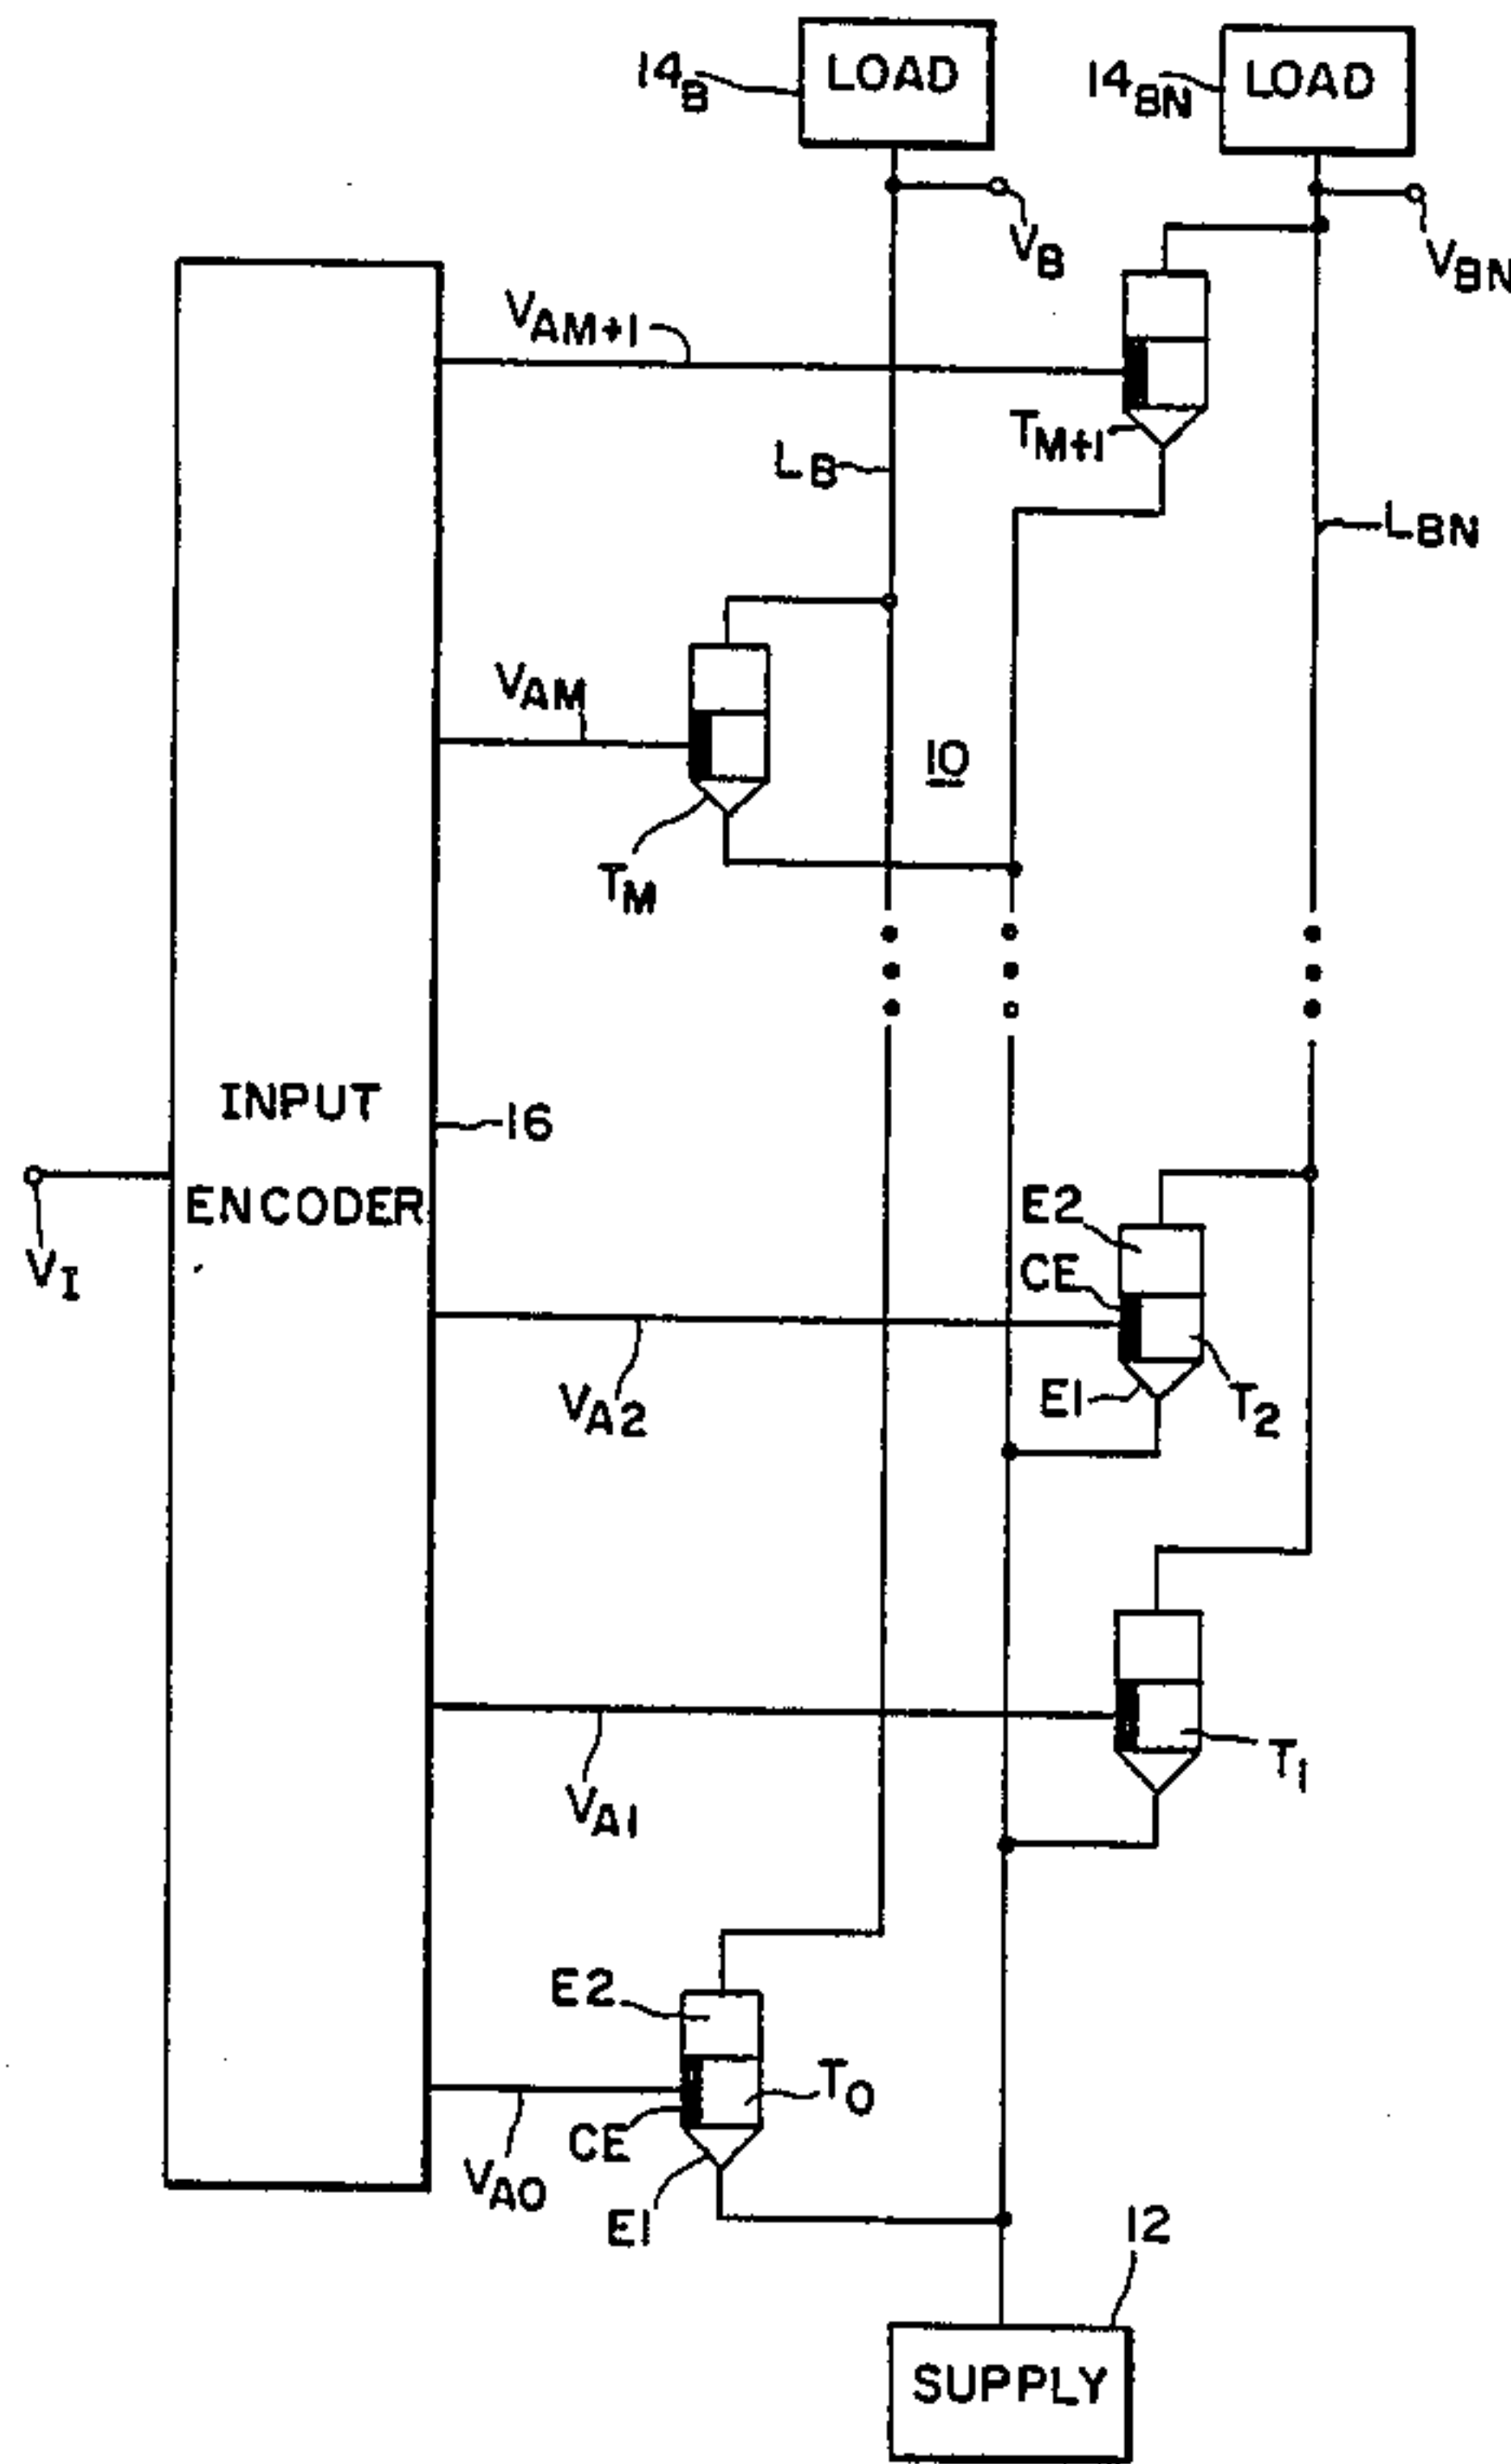 14B LOAD
14BN LOAD
VB
VBN
VAM+1
TM+1
LB
LBN
VAM
10
TM
INPUT
ENCODER
16
VI
E2
CE
E1
T2
VA2
VA1
T1
E2
T0
CE
VA0
E1
12
SUPPLY